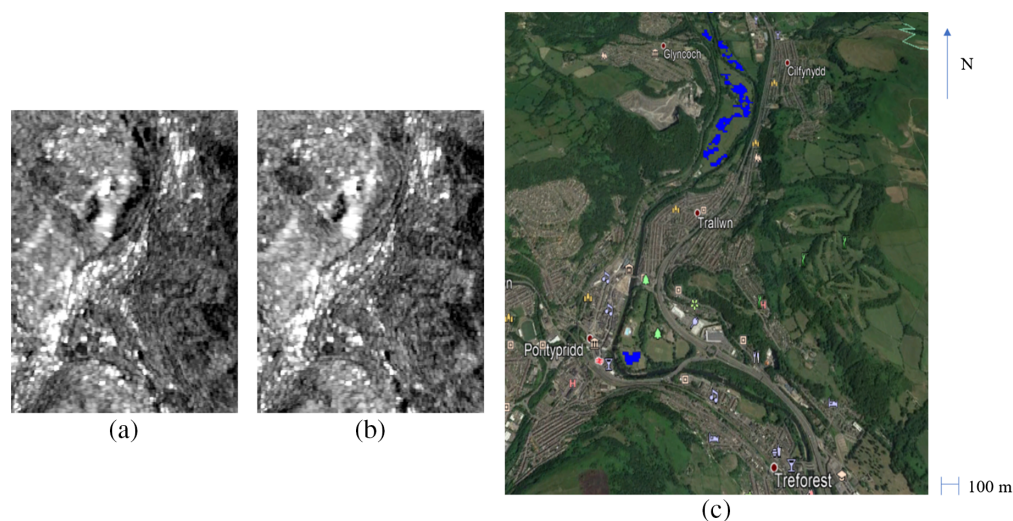 Glyncoch
Cilfynydd
N
Trallwn
n
Pontypridd
Treforest
100 m
(a)
(b)
(c)